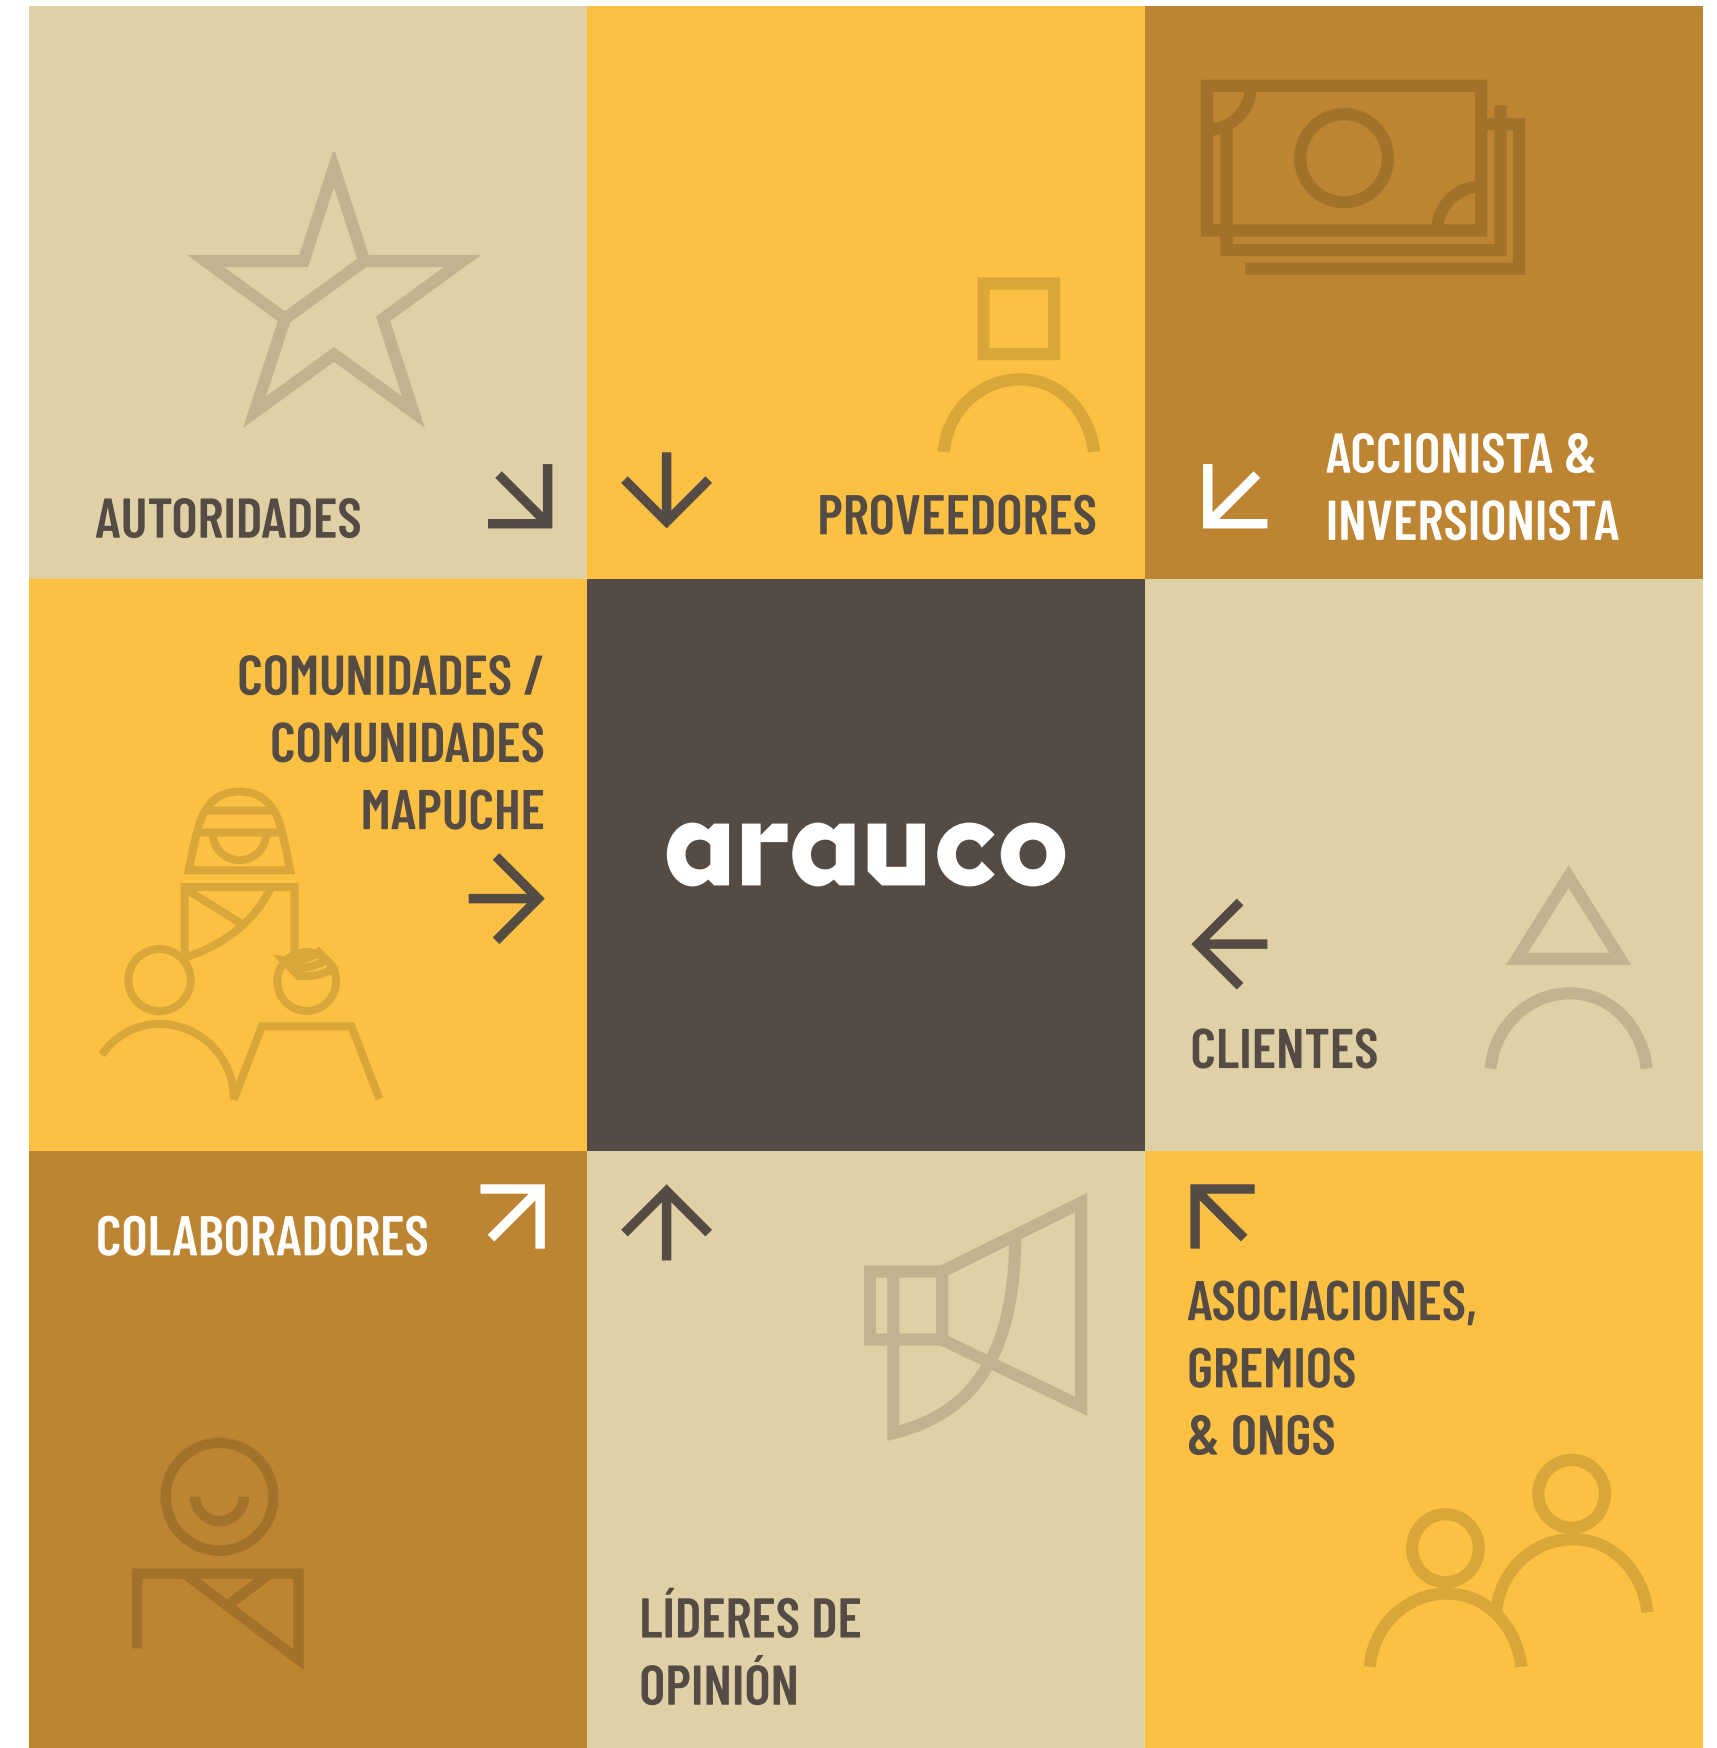 AUTORIDADES
PROVEEDORES
ACCIONISTA &
INVERSIONISTA
COMUNIDADES /
COMUNIDADES
MAPUCHE
arauco
CLIENTES
COLABORADORES
LÍDERES DE
OPINIÓN
ASOCIACIONES,
GREMIOS
& ONGS